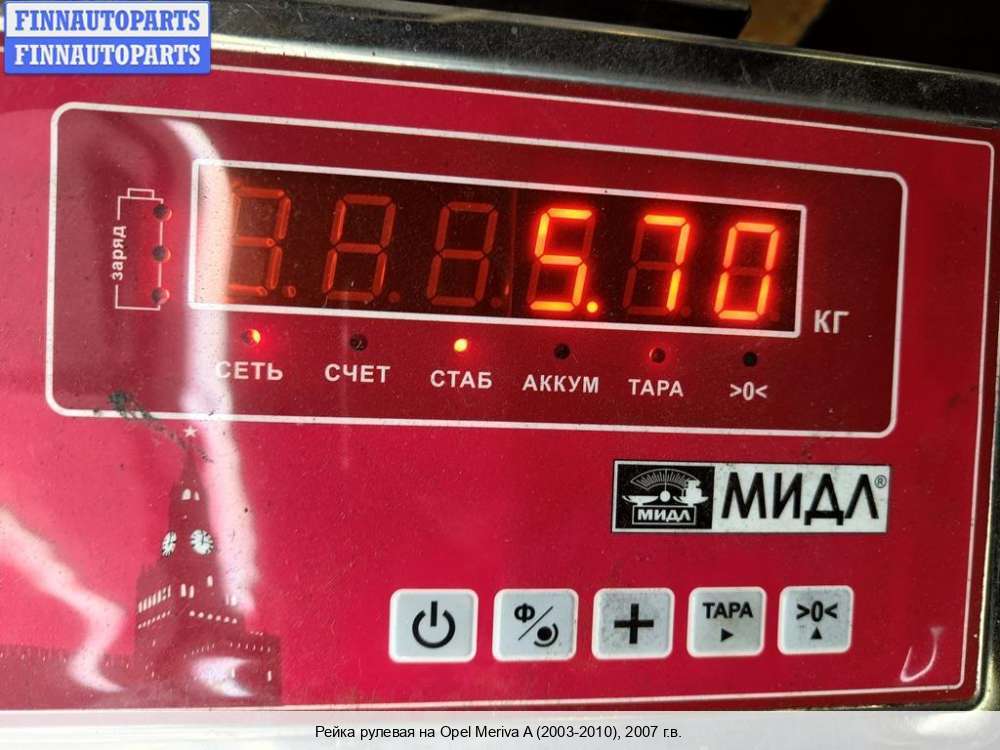 FINNAUTOPARTS
FINNAUTOPARTS
заряд
5.70
КГ
СЕТЬ СЧЕТ СТАБ АККУМ ТАРА >0<
МИДЛ МИДЛ®
Ф ТАРА >0<
Рейка рулевая на Opel Meriva A (2003-2010), 2007 г.в.